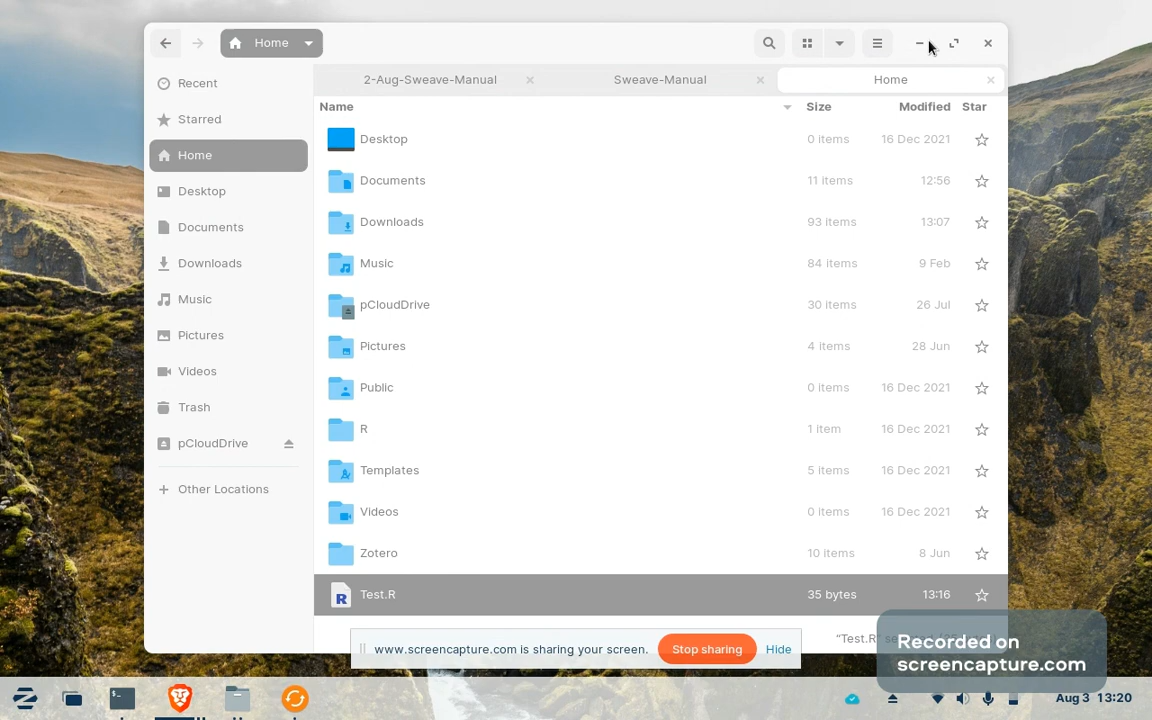 Home
2-Aug-Sweave-Manual
Sweave-Manual
Home
Recent
Starred
Home
Desktop
Documents
Downloads
Music
Pictures
Videos
Trash
pCloudDrive
Other Locations
Name Size Modified Star
Desktop 0 items 16 Dec 2021
Documents 11 items 12:56
Downloads 93 items 13:07
Music 84 items 9 Feb
pCloudDrive 30 items 26 Jul
Pictures 4 items 28 Jun
Public 0 items 16 Dec 2021
R 1 item 16 Dec 2021
Templates 5 items 16 Dec 2021
Videos 0 items 16 Dec 2021
Zotero 10 items 8 Jun
Test.R 35 bytes 13:16
"Test.R"
www.screencapture.com is sharing your screen. Stop sharing Hide
Recorded on
screencapture.com
Aug 3 13:20